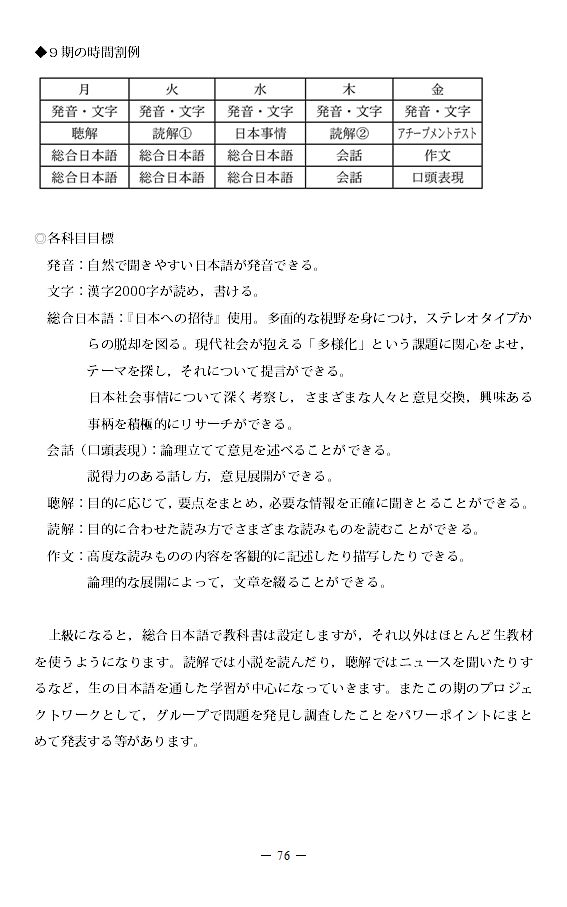 ◆９期の時間割例
月 火 水 木 金
発音・文字 発音・文字 発音・文字 発音・文字 発音・文字
聴解 読解① 日本事情 読解② アチーブメントテスト
総合日本語 総合日本語 総合日本語 会話 作文
総合日本語 総合日本語 総合日本語 会話 口頭表現
◎各科目目標
発音：自然で聞きやすい日本語が発音できる。
文字：漢字2000字が読め，書ける。
総合日本語：『日本への招待』使用。多面的な視野を身につけ，ステレオタイプか
らの脱却を図る。現代社会が抱える「多様化」という課題に関心をよせ，
テーマを探し，それについて提言ができる。
日本社会事情について深く考察し，さまざまな人々と意見交換，興味ある
事柄を積極的にリサーチができる。
会話（口頭表現）：論理立てて意見を述べることができる。
説得力のある話し方，意見展開ができる。
聴解：目的に応じて，要点をまとめ，必要な情報を正確に聞きとることができる。
読解：目的に合わせた読み方でさまざまな読みものを読むことができる。
作文：高度な読みものの内容を客観的に記述したり描写したりできる。
論理的な展開によって，文章を綴ることができる。
上級になると，総合日本語で教科書は設定しますが，それ以外はほとんど生教材
を使うようになります。読解では小説を読んだり，聴解ではニュースを聞いたりす
るなど，生の日本語を通した学習が中心になっていきます。またこの期のプロジェ
クトワークとして，グループで問題を発見し調査したことをパワーポイントにまと
めて発表する等があります。
― 76 ―